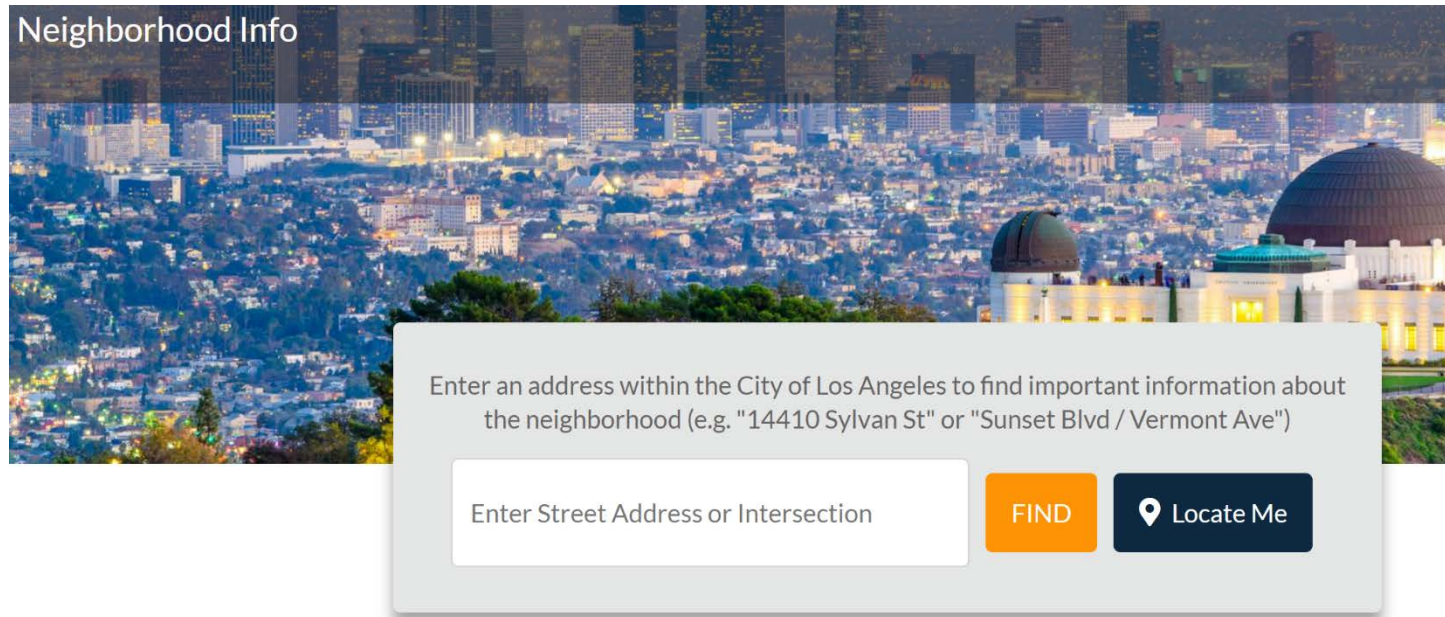 Neighborhood Info
Enter an address within the City of Los Angeles to find important information about
the neighborhood (e.g. "14410 Sylvan St" or "Sunset Blvd / Vermont Ave")
Enter Street Address or Intersection
FIND
Locate Me